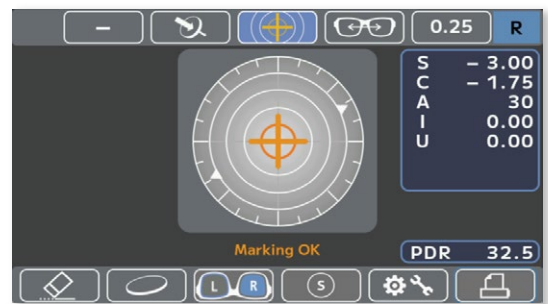 –
0.25
R
S – 3.00
C – 1.75
A 30
I 0.00
U 0.00
Marking OK
PDR 32.5
L R
S